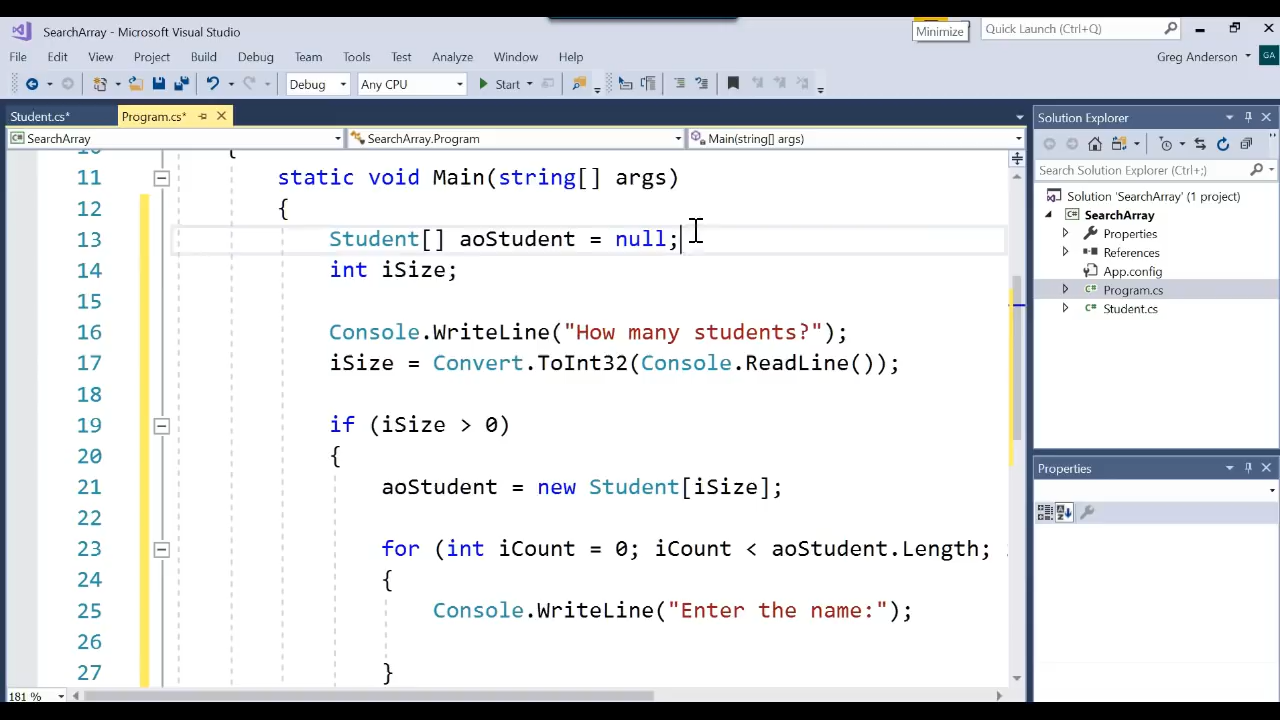 SearchArray - Microsoft Visual Studio
Minimize
Quick Launch (Ctrl+Q)
File Edit View Project Build Debug Team Tools Test Analyze Window Help
Greg Anderson GA
Debug Any CPU Start
Student.cs* Program.cs*
SearchArray SearchArray.Program Main(string[] args)
11 static void Main(string[] args)
12 {
13 Student[] aoStudent = null;
14 int iSize;
15
16 Console.WriteLine("How many students?");
17 iSize = Convert.ToInt32(Console.ReadLine());
18
19 if (iSize > 0)
20 {
21 aoStudent = new Student[iSize];
22
23 for (int iCount = 0; iCount < aoStudent.Length;
24 {
25 Console.WriteLine("Enter the name:");
26
27 }
181 %
Solution Explorer
Search Solution Explorer (Ctrl+;)
Solution 'SearchArray' (1 project)
C# SearchArray
Properties
References
App.config
C# Program.cs
C# Student.cs
Properties